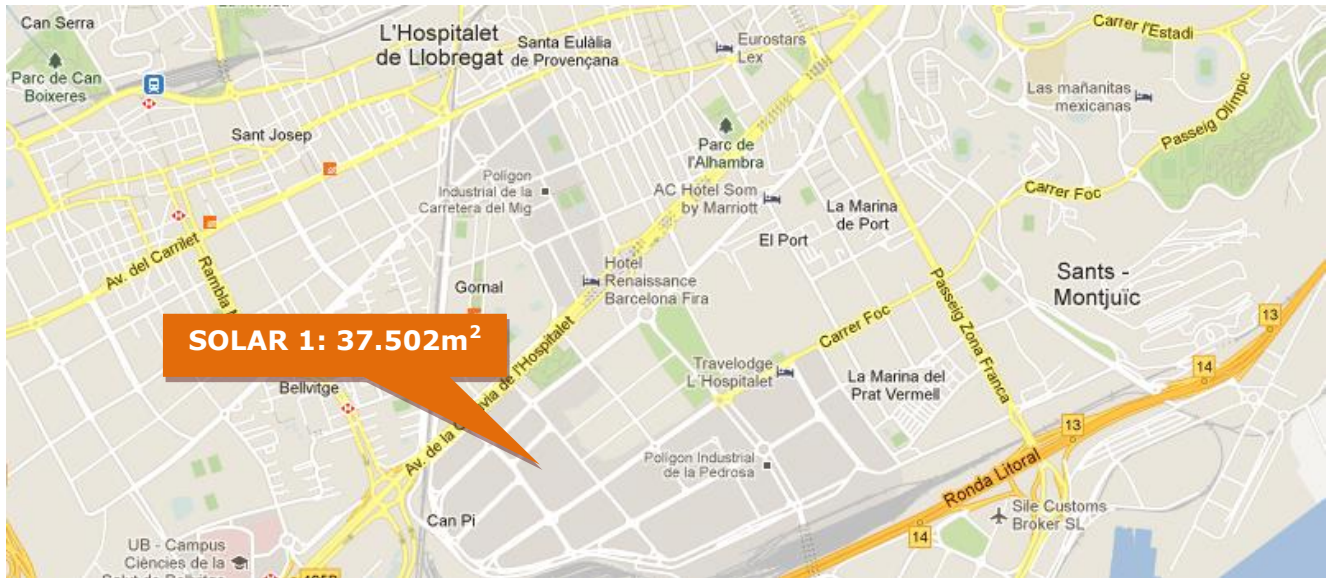 Can Serra
L'Hospitalet
de Llobregat
Santa Eulàlia
de Provençana
Eurostars
Lex
Carrer l'Estadi
Parc de Can
Boixeres
Las mañanitas
mexicanas
Passeig Olímpic
Sant Josep
Parc de
l'Alhambra
Polígon
Industrial de la
Carretera del Mig
AC Hotel Som
by Marriott
Carrer Foc
La Marina
de Port
El Port
Av. del Carrilet
Rambla
Gornal
Hotel
Renaissance
Barcelona Fira
Passeig Zona Franca
Sants -
Montjuïc
13
SOLAR 1: 37.502m²
Carrer Foc
Travelodge
L'Hospitalet
14
Bellvitge
La Marina del
Prat Vermell
Av. de la
via de l'Hospitalet
13
Polígon Industrial
de la Pedrosa
Ronda Litoral
Can Pi
Sile Customs
Broker SL
14
UB - Campus
Ciències de la